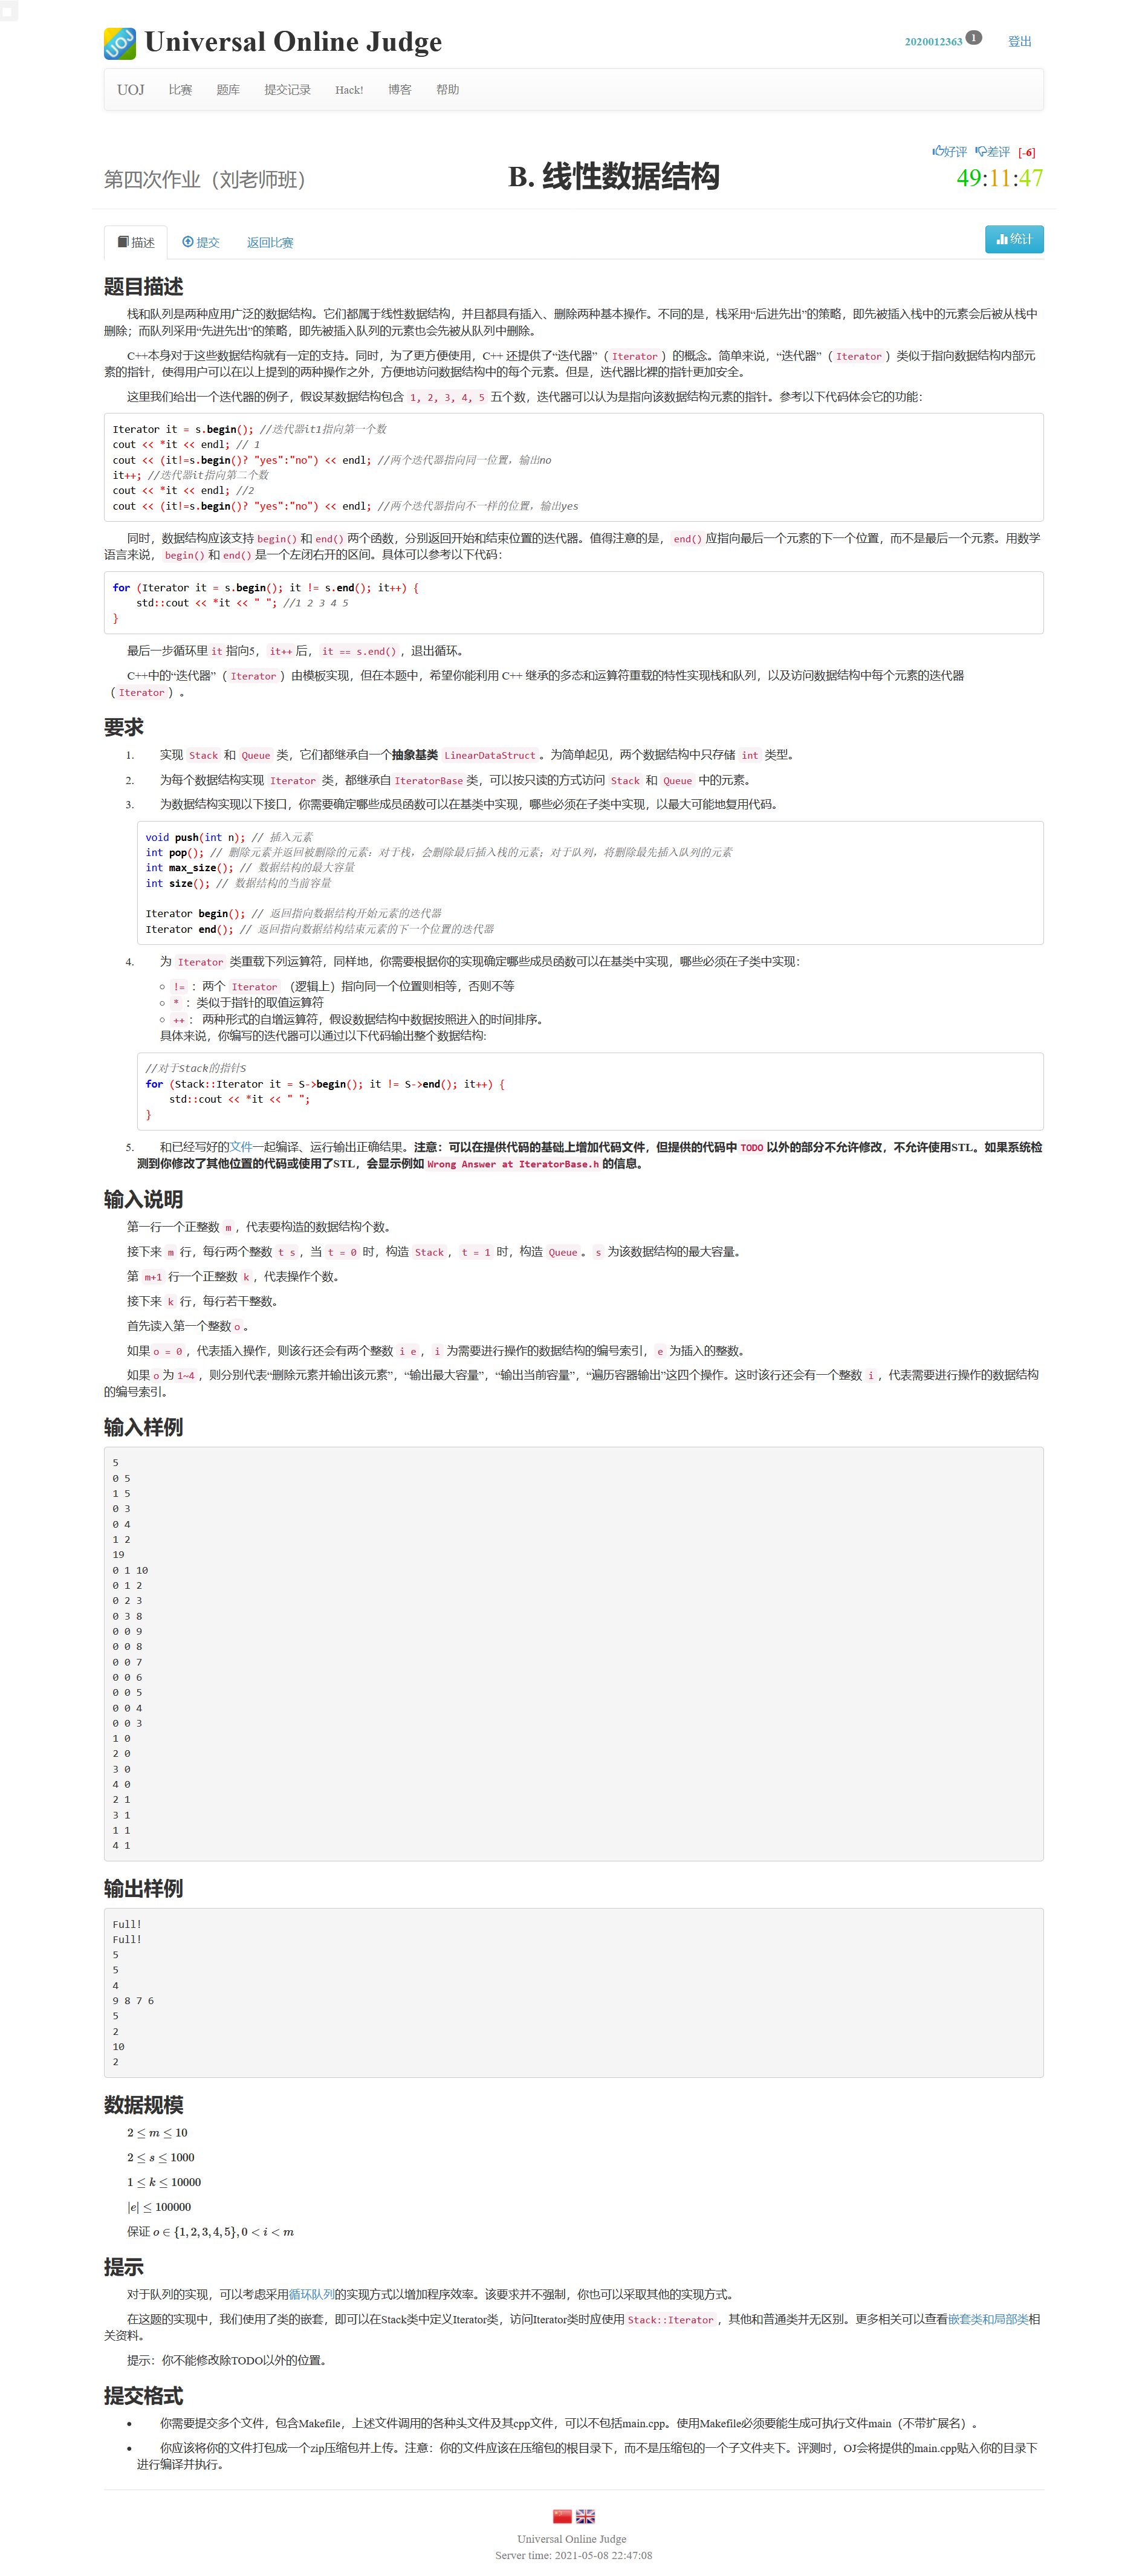 Universal Online Judge
2020012363 1 登出
UOJ 比赛 题库 提交记录 Hack! 博客 帮助
好评 差评 [-6]
第四次作业（刘老师班）
B. 线性数据结构
49:11:47
描述 提交 返回比赛 统计
题目描述
栈和队列是两种应用广泛的数据结构。它们都属于线性数据结构，并且都具有插入、删除两种基本操作。不同的是，栈采用“后进先出”的策略，即先被插入栈中的元素会后被从栈中
删除；而队列采用“先进先出”的策略，即先被插入队列的元素也会先被从队列中删除。
C++本身对于这些数据结构就有一定的支持。同时，为了更方便使用，C++ 还提供了“迭代器”（Iterator）的概念。简单来说，“迭代器”（Iterator）类似于指向数据结构内部元
素的指针，使得用户可以在以上提到的两种操作之外，方便地访问数据结构中的每个元素。但是，迭代器比裸的指针更加安全。
这里我们给出一个迭代器的例子，假设某数据结构包含 1, 2, 3, 4, 5 五个数，迭代器可以认为是指向该数据结构元素的指针。参考以下代码体会它的功能：
Iterator it = s.begin(); //迭代器it1指向第一个数
cout << *it << endl; // 1
cout << (it!=s.begin()? "yes":"no") << endl; //两个迭代器指向同一位置，输出no
it++; //迭代器it指向第二个数
cout << *it << endl; //2
cout << (it!=s.begin()? "yes":"no") << endl; //两个迭代器指向不一样的位置，输出yes
同时，数据结构应该支持 begin() 和 end() 两个函数，分别返回开始和结束位置的迭代器。值得注意的是，end() 应指向最后一个元素的下一个位置，而不是最后一个元素。用数学
语言来说，begin() 和 end() 是一个左闭右开的区间。具体可以参考以下代码：
for (Iterator it = s.begin(); it != s.end(); it++) {
    std::cout << *it << " "; //1 2 3 4 5
}
最后一步循环里 it 指向5，it++ 后，it == s.end()，退出循环。
C++中的“迭代器”（Iterator）由模板实现，但在本题中，希望你能利用 C++ 继承的多态和运算符重载的特性实现栈和队列，以及访问数据结构中每个元素的迭代器
（Iterator）。
要求
1. 实现 Stack 和 Queue 类，它们都继承自一个抽象基类 LinearDataStruct。为简单起见，两个数据结构中只存储 int 类型。
2. 为每个数据结构实现 Iterator 类，都继承自 IteratorBase 类，可以按只读的方式访问 Stack 和 Queue 中的元素。
3. 为数据结构实现以下接口，你需要确定哪些成员函数可以在基类中实现，哪些必须在子类中实现，以最大可能地复用代码。
void push(int n); // 插入元素
int pop(); // 删除元素并返回被删除的元素：对于栈，会删除最后插入栈的元素；对于队列，将删除最先插入队列的元素
int max_size(); // 数据结构的最大容量
int size(); // 数据结构的当前容量
Iterator begin(); // 返回指向数据结构开始元素的迭代器
Iterator end(); // 返回指向数据结构结束元素的下一个位置的迭代器
4. 为 Iterator 类重载下列运算符，同样地，你需要根据你的实现确定哪些成员函数可以在基类中实现，哪些必须在子类中实现：
!= ：两个 Iterator （逻辑上）指向同一个位置则相等，否则不等
* ：类似于指针的取值运算符
++ ： 两种形式的自增运算符，假设数据结构中数据按照进入的时间排序。
具体来说，你编写的迭代器可以通过以下代码输出整个数据结构:
//对于Stack的指针S
for (Stack::Iterator it = S->begin(); it != S->end(); it++) {
    std::cout << *it << " ";
}
5. 和已经写好的文件一起编译、运行输出正确结果。注意：可以在提供代码的基础上增加代码文件，但提供的代码中 TODO 以外的部分不允许修改，不允许使用STL。如果系统检
测到你修改了其他位置的代码或使用了STL，会显示例如 Wrong Answer at IteratorBase.h 的信息。
输入说明
第一行一个正整数 m，代表要构造的数据结构个数。
接下来 m 行，每行两个整数 t s，当 t = 0 时，构造 Stack，t = 1 时，构造 Queue。s 为该数据结构的最大容量。
第 m+1 行一个正整数 k，代表操作个数。
接下来 k 行，每行若干整数。
首先读入第一个整数 o。
如果 o = 0，代表插入操作，则该行还会有两个整数 i e，i 为需要进行操作的数据结构的编号索引，e 为插入的整数。
如果 o 为 1~4，则分别代表“删除元素并输出该元素”，“输出最大容量”，“输出当前容量”，“遍历容器输出”这四个操作。这时该行还会有一个整数 i，代表需要进行操作的数据结构
的编号索引。
输入样例
5
0 5
1 5
0 3
0 4
1 2
19
0 1 10
0 1 2
0 2 3
0 3 8
0 0 9
0 0 8
0 0 7
0 0 6
0 0 5
0 0 4
0 0 3
1 0
2 0
3 0
4 0
2 1
3 1
1 1
4 1
输出样例
Full!
Full!
5
5
4
9 8 7 6
5
2
10
2
数据规模
2 ≤ m ≤ 10
2 ≤ s ≤ 1000
1 ≤ k ≤ 10000
|e| ≤ 100000
保证 o ∈ {1, 2, 3, 4, 5}, 0 < i < m
提示
对于队列的实现，可以考虑采用循环队列的实现方式以增加程序效率。该要求并不强制，你也可以采取其他的实现方式。
在这题的实现中，我们使用了类的嵌套，即可以在Stack类中定义Iterator类，访问Iterator类时应使用 Stack::Iterator，其他和普通类并无区别。更多相关可以查看嵌套类和局部类相
关资料。
提示：你不能修改除TODO以外的位置。
提交格式
你需要提交多个文件，包含Makefile，上述文件调用的各种头文件及其cpp文件，可以不包括main.cpp。使用Makefile必须要能生成可执行文件main（不带扩展名）。
你应该将你的文件打包成一个zip压缩包并上传。注意：你的文件应该在压缩包的根目录下，而不是压缩包的一个子文件夹下。评测时，OJ会将提供的main.cpp贴入你的目录下
进行编译并执行。
Universal Online Judge
Server time: 2021-05-08 22:47:08